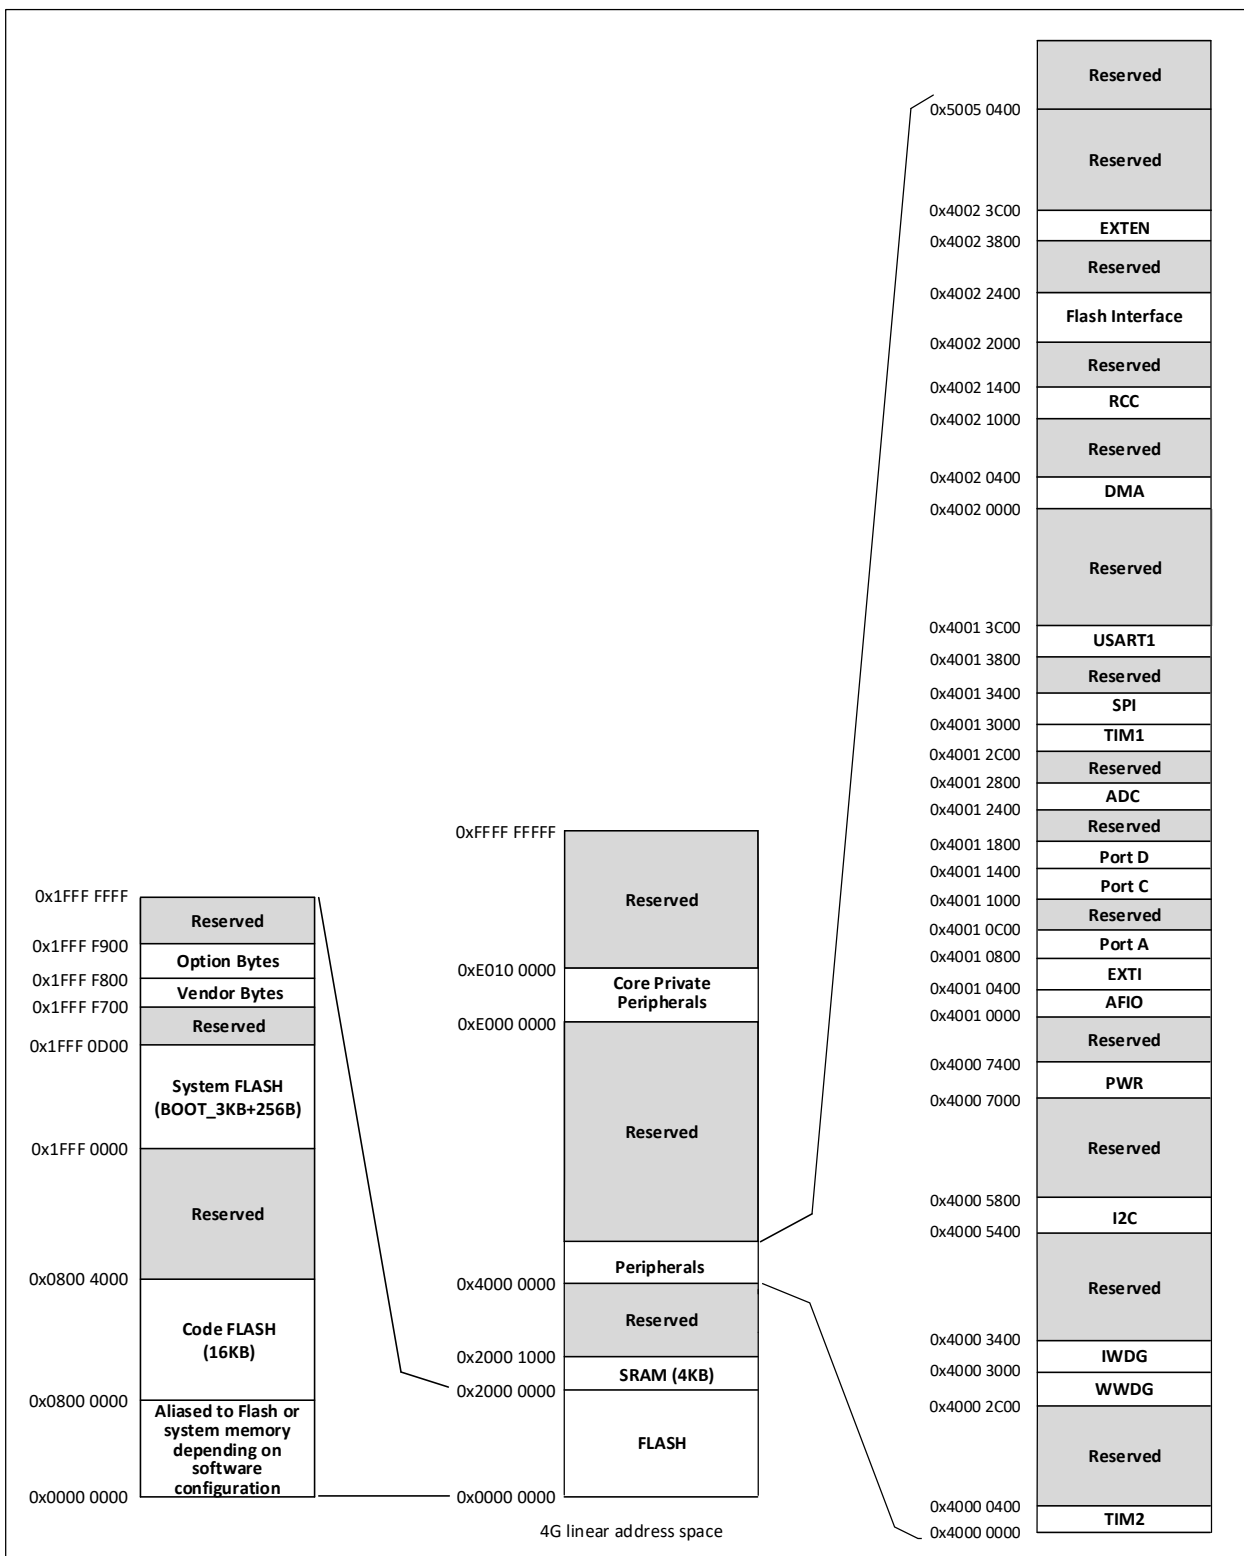 0x1FFF FFFF
Reserved
0x1FFF F900
Option Bytes
0x1FFF F800
Vendor Bytes
0x1FFF F700
Reserved
0x1FFF 0D00
System FLASH
(BOOT_3KB+256B)
0x1FFF 0000
Reserved
0x0800 4000
Code FLASH
(16KB)
0x0800 0000
Aliased to Flash or
system memory
depending on
software
configuration
0x0000 0000
0xFFFF FFFFF
Reserved
0xE010 0000
Core Private
Peripherals
0xE000 0000
Reserved
Peripherals
0x4000 0000
Reserved
0x2000 1000
SRAM (4KB)
0x2000 0000
FLASH
0x0000 0000
4G linear address space
Reserved
0x5005 0400
Reserved
0x4002 3C00
EXTEN
0x4002 3800
Reserved
0x4002 2400
Flash Interface
0x4002 2000
Reserved
0x4002 1400
RCC
0x4002 1000
Reserved
0x4002 0400
DMA
0x4002 0000
Reserved
0x4001 3C00
USART1
0x4001 3800
Reserved
0x4001 3400
SPI
0x4001 3000
TIM1
0x4001 2C00
Reserved
0x4001 2800
ADC
0x4001 2400
Reserved
0x4001 1800
Port D
0x4001 1400
Port C
0x4001 1000
Reserved
0x4001 0C00
Port A
0x4001 0800
EXTI
0x4001 0400
AFIO
0x4001 0000
Reserved
0x4000 7400
PWR
0x4000 7000
Reserved
0x4000 5800
I2C
0x4000 5400
Reserved
0x4000 3400
IWDG
0x4000 3000
WWDG
0x4000 2C00
Reserved
0x4000 0400
TIM2
0x4000 0000